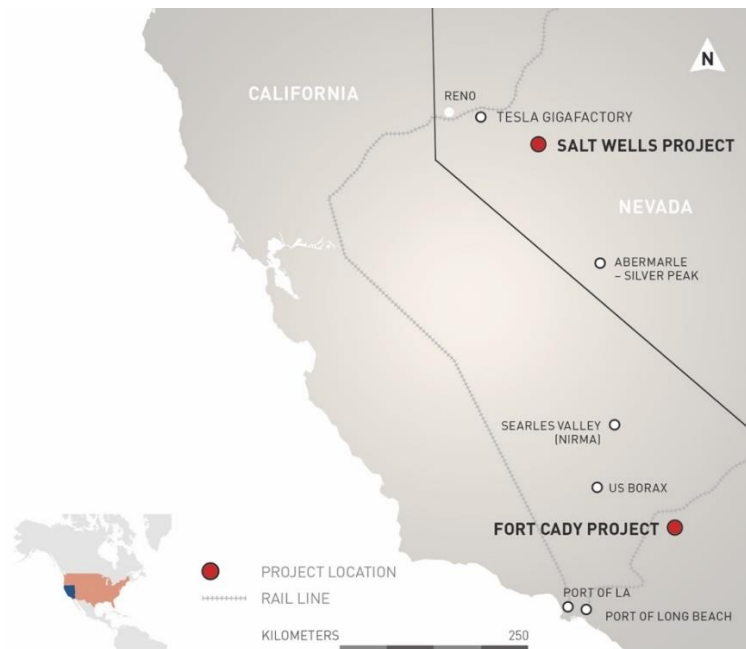 N
CALIFORNIA
RENO
TESLA GIGAFACTORY
SALT WELLS PROJECT
NEVADA
ABERMARLE
– SILVER PEAK
SEARLES VALLEY
(NIRMA)
US BORAX
FORT CADY PROJECT
PROJECT LOCATION
RAIL LINE
PORT OF LA
PORT OF LONG BEACH
KILOMETERS
250